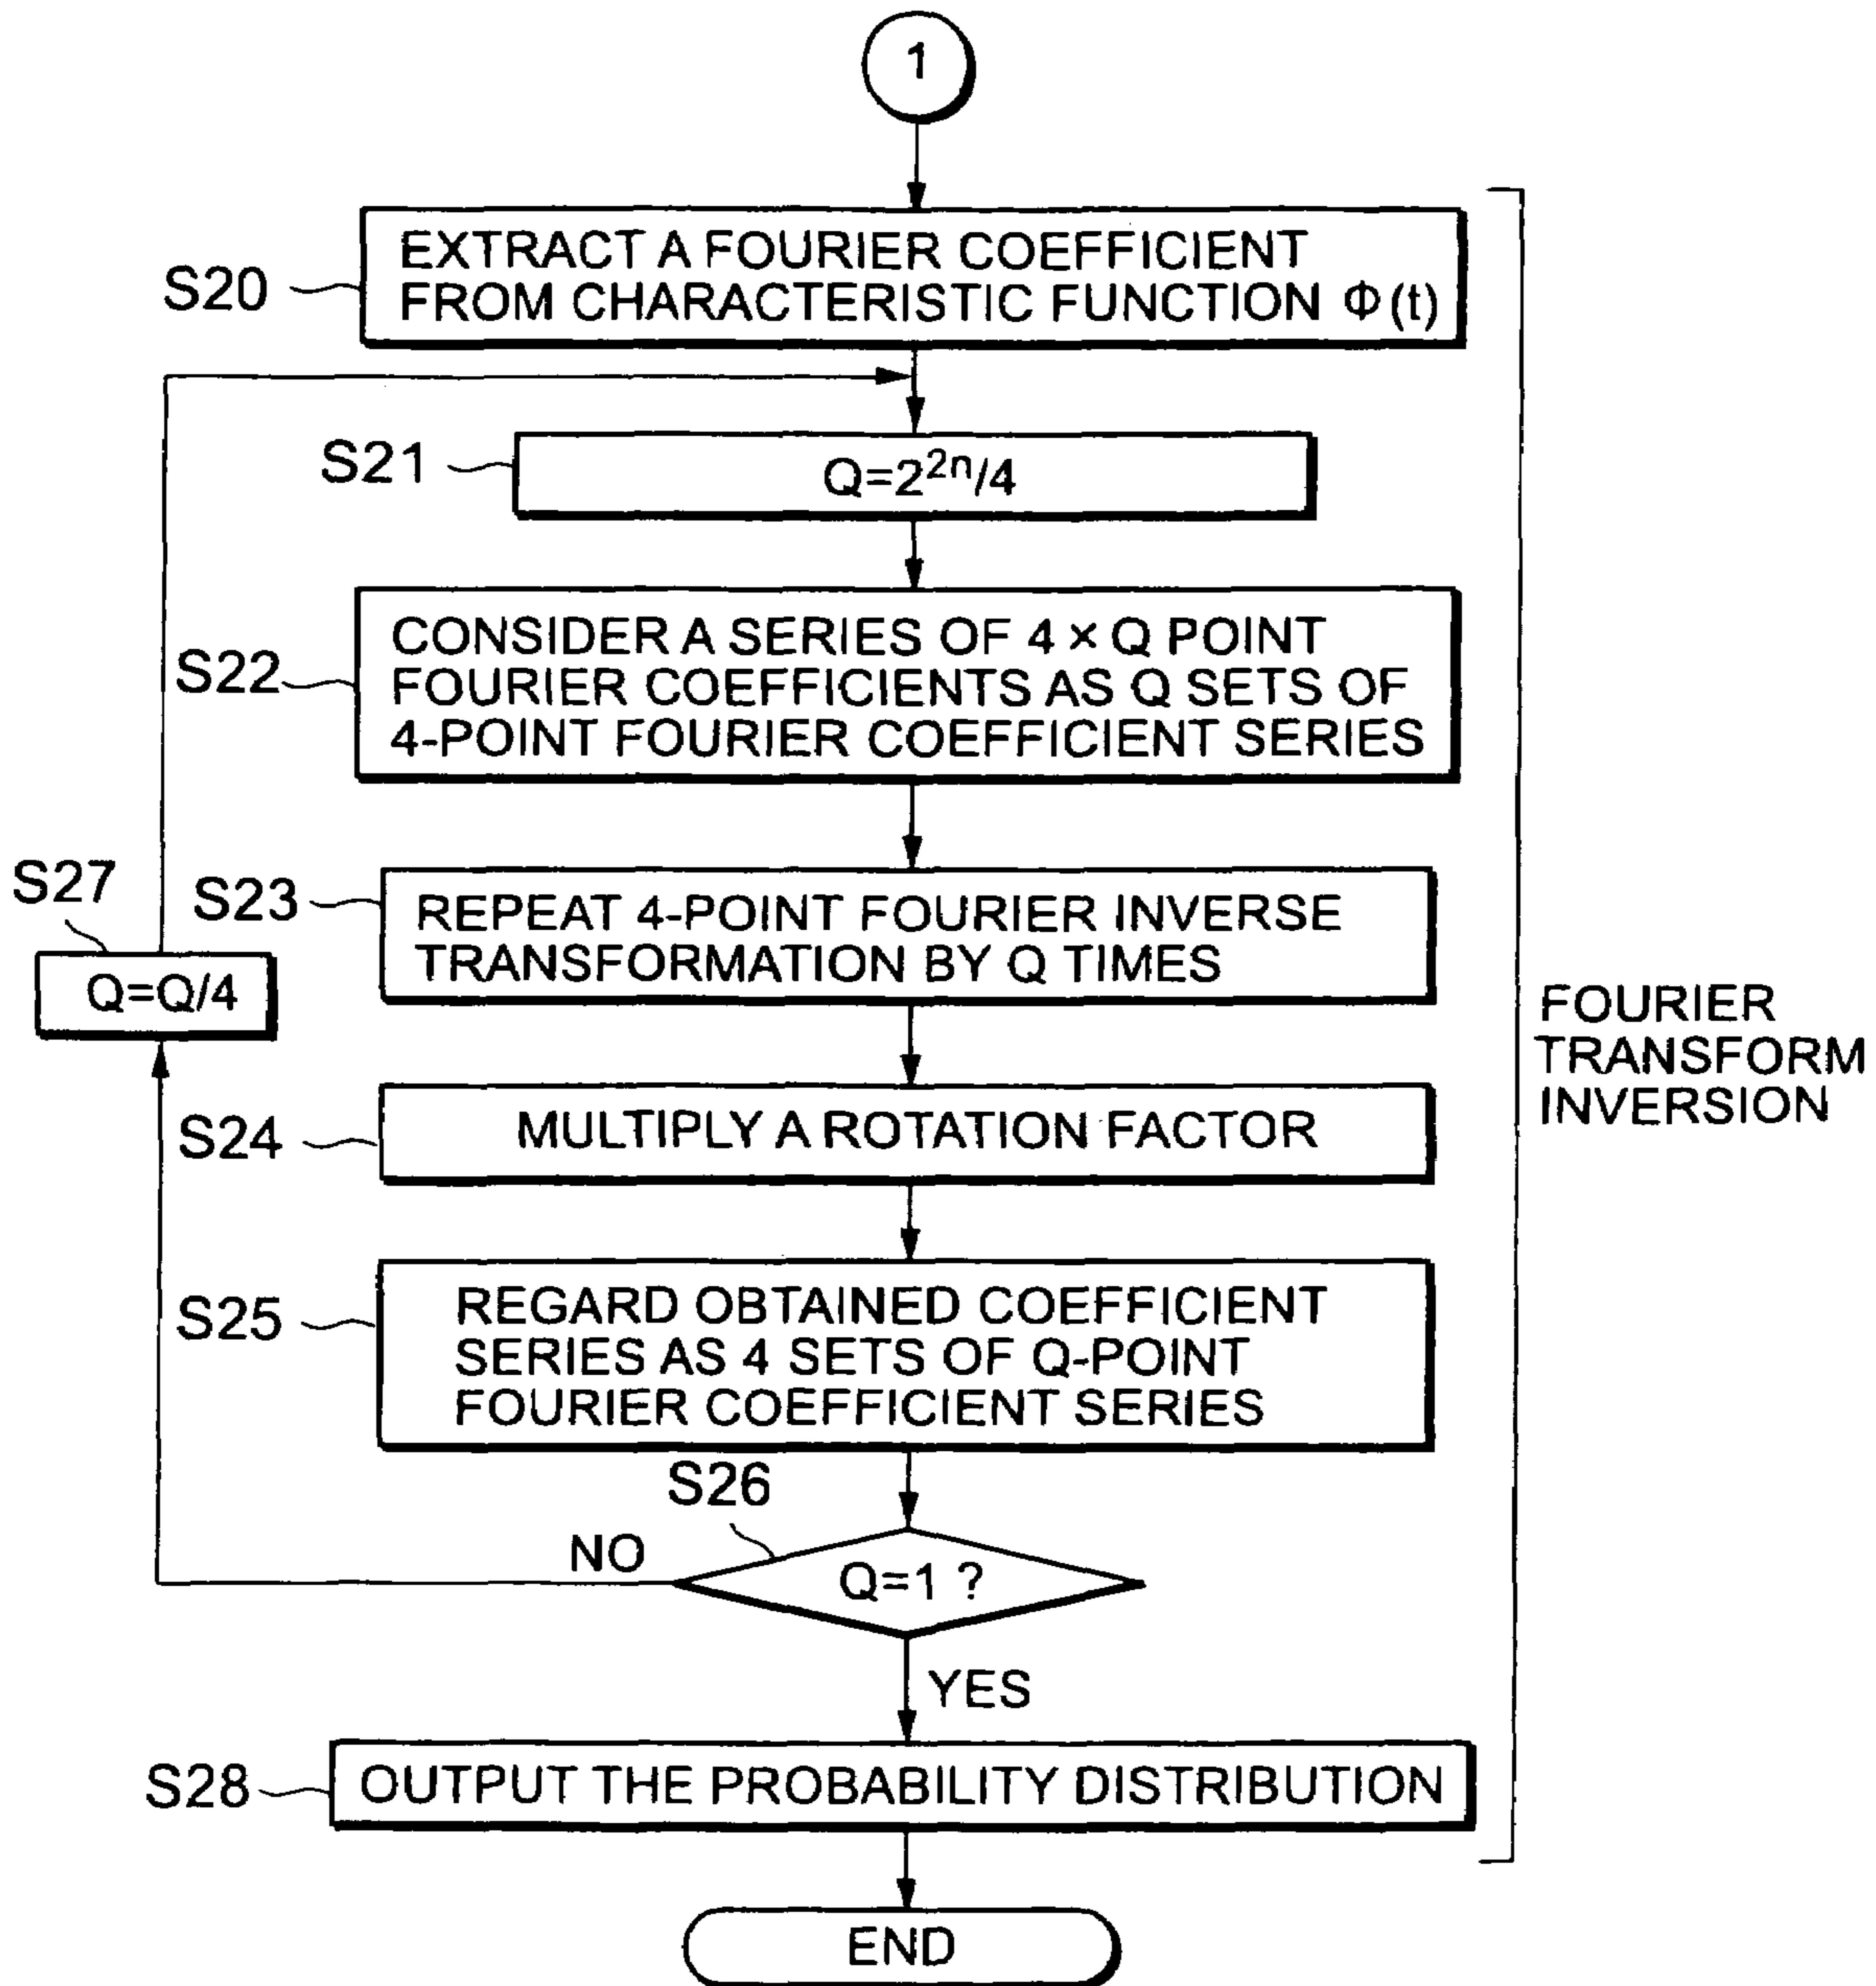 1
S20
EXTRACT A FOURIER COEFFICIENT
FROM CHARACTERISTIC FUNCTION Φ(t)
S21
Q=2²ⁿ/4
S22
CONSIDER A SERIES OF 4 × Q POINT
FOURIER COEFFICIENTS AS Q SETS OF
4-POINT FOURIER COEFFICIENT SERIES
S27
Q=Q/4
S23
REPEAT 4-POINT FOURIER INVERSE
TRANSFORMATION BY Q TIMES
FOURIER
TRANSFORM
INVERSION
S24
MULTIPLY A ROTATION FACTOR
S25
REGARD OBTAINED COEFFICIENT
SERIES AS 4 SETS OF Q-POINT
FOURIER COEFFICIENT SERIES
S26
NO
Q=1 ?
YES
S28
OUTPUT THE PROBABILITY DISTRIBUTION
END